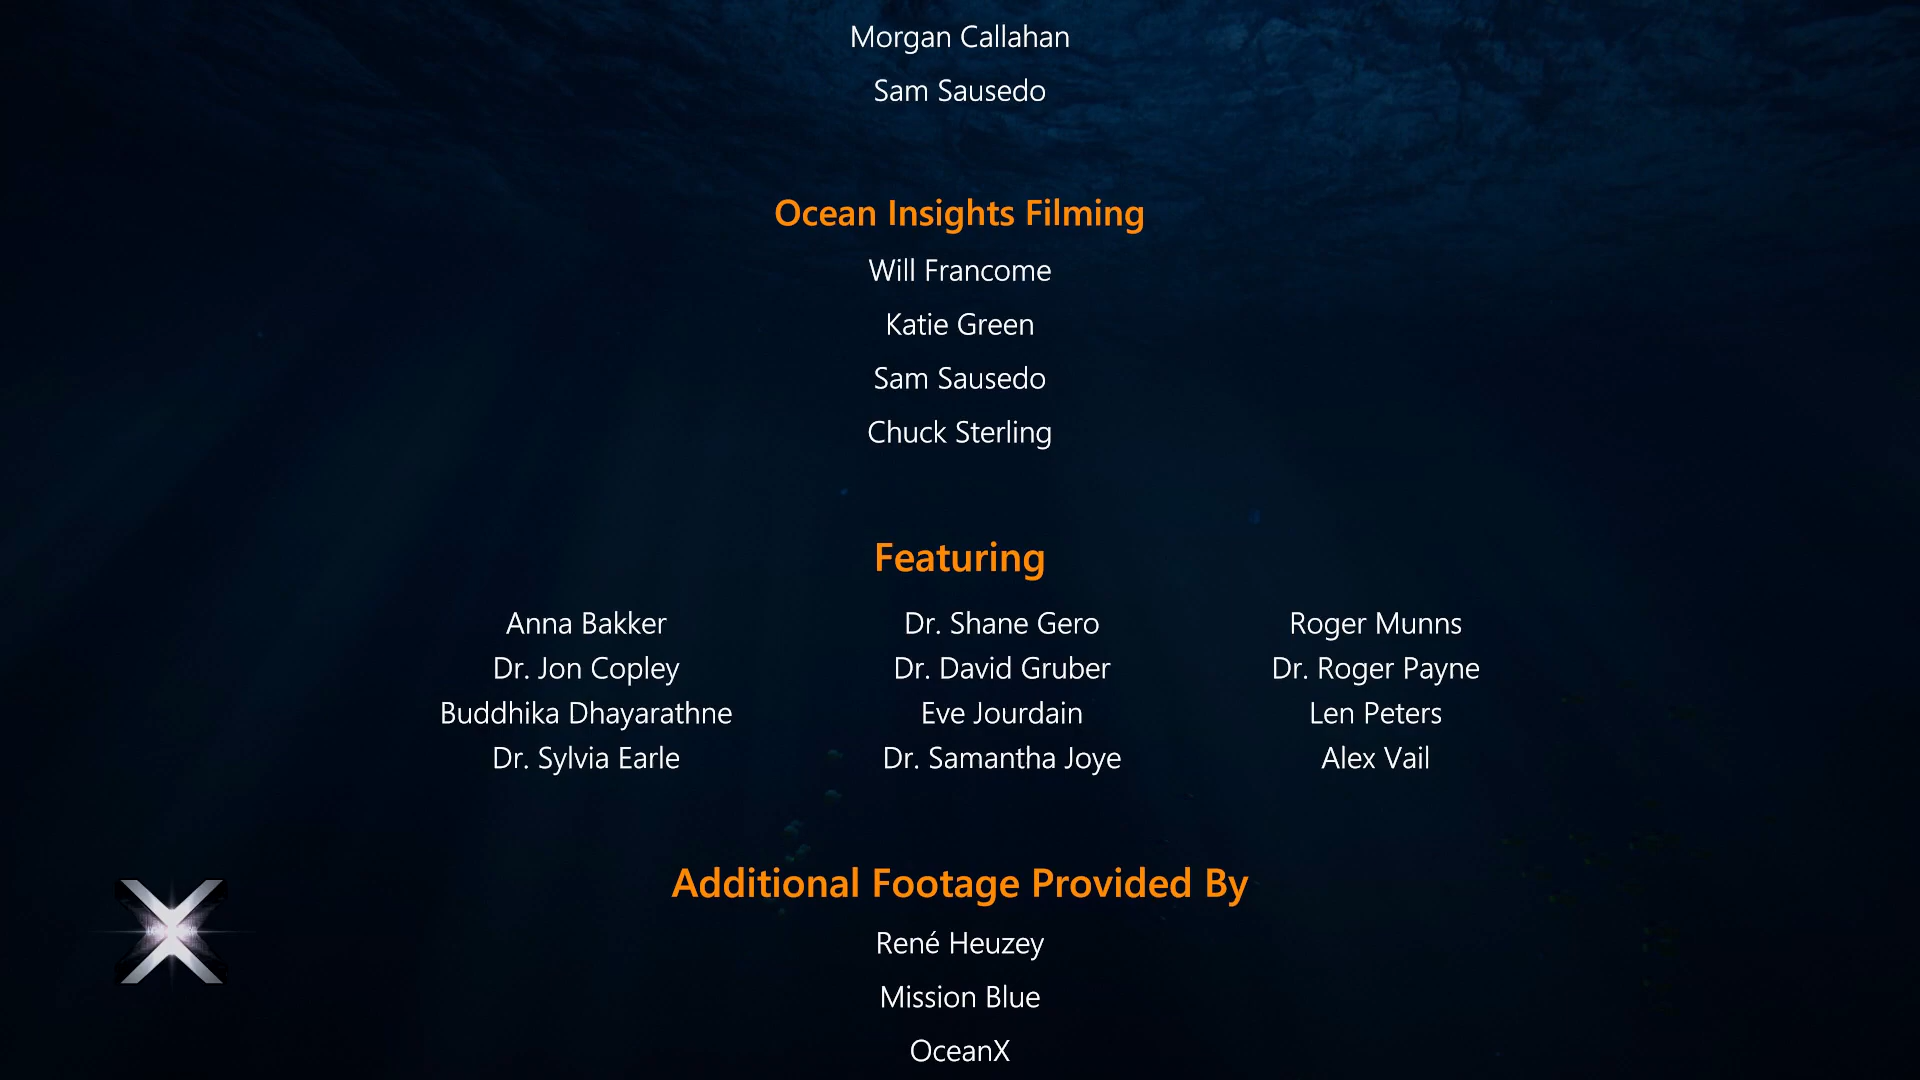 Morgan Callahan
Sam Sausedo
Ocean Insights Filming
Will Francome
Katie Green
Sam Sausedo
Chuck Sterling
Featuring
Anna Bakker
Dr. Jon Copley
Buddhika Dhayarathne
Dr. Sylvia Earle
Dr. Shane Gero
Dr. David Gruber
Eve Jourdain
Dr. Samantha Joye
Roger Munns
Dr. Roger Payne
Len Peters
Alex Vail
Additional Footage Provided By
René Heuzey
Mission Blue
OceanX
X